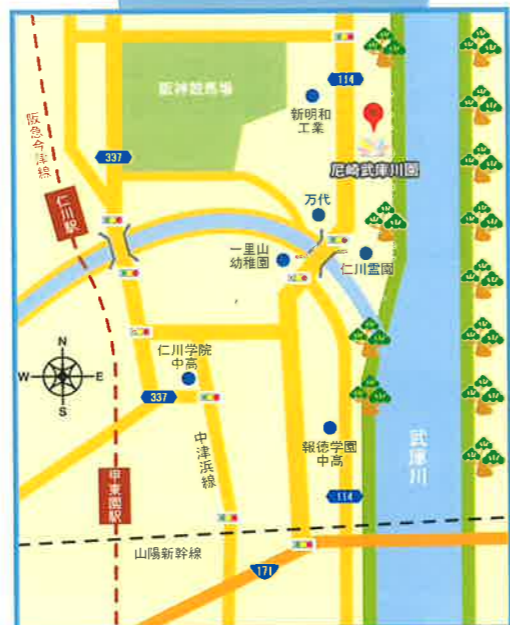 阪神競馬場
114
新明和
工業
阪急今津線
337
尼崎武庫川園
仁川駅
万代
一里山
幼稚園
仁川霊園
N
W
E
S
仁川学院
中高
337
中津浜線
報徳学園
中高
武庫川
甲東園駅
114
山陽新幹線
171